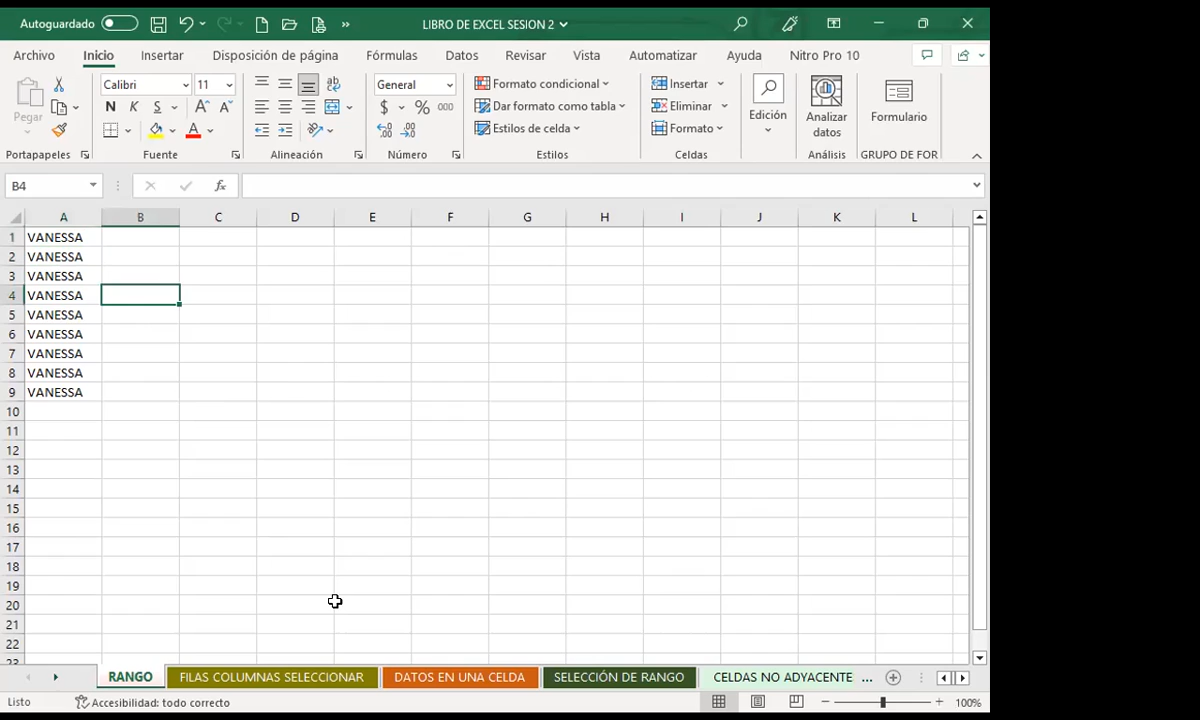 Autoguardado
LIBRO DE EXCEL SESION 2
Archivo Inicio Insertar Disposición de página Fórmulas Datos Revisar Vista Automatizar Ayuda Nitro Pro 10
Pegar
Portapapeles
Calibri 11
N K S
A A
A
Fuente
ab
Alineación
General
$ % 000
Número
Formato condicional
Dar formato como tabla
Estilos de celda
Estilos
Insertar
Eliminar
Formato
Celdas
Edición
Analizar
datos
Análisis
Formulario
GRUPO DE FOR
B4
fx
A B C D E F G H I J K L
1 VANESSA
2 VANESSA
3 VANESSA
4 VANESSA
5 VANESSA
6 VANESSA
7 VANESSA
8 VANESSA
9 VANESSA
10
11
12
13
14
15
16
17
18
19
20
21
22
23
RANGO FILAS COLUMNAS SELECCIONAR DATOS EN UNA CELDA SELECCIÓN DE RANGO CELDAS NO ADYACENTE ...
Listo Accesibilidad: todo correcto 100%